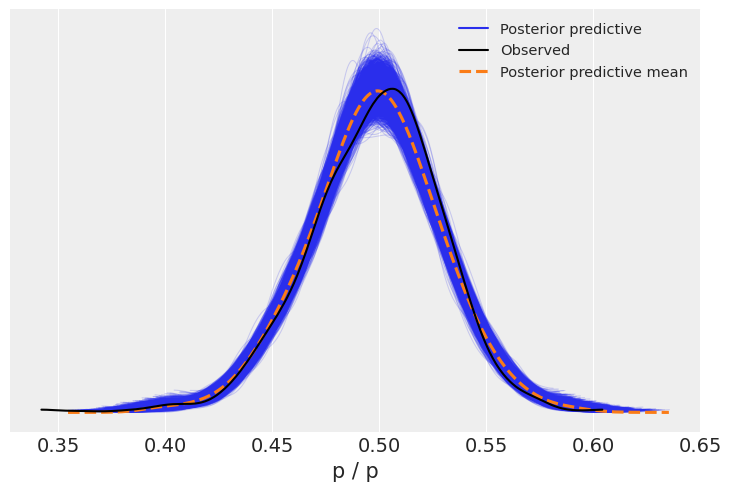 Posterior predictive
Observed
Posterior predictive mean
0.35 0.40 0.45 0.50 0.55 0.60 0.65
p / p